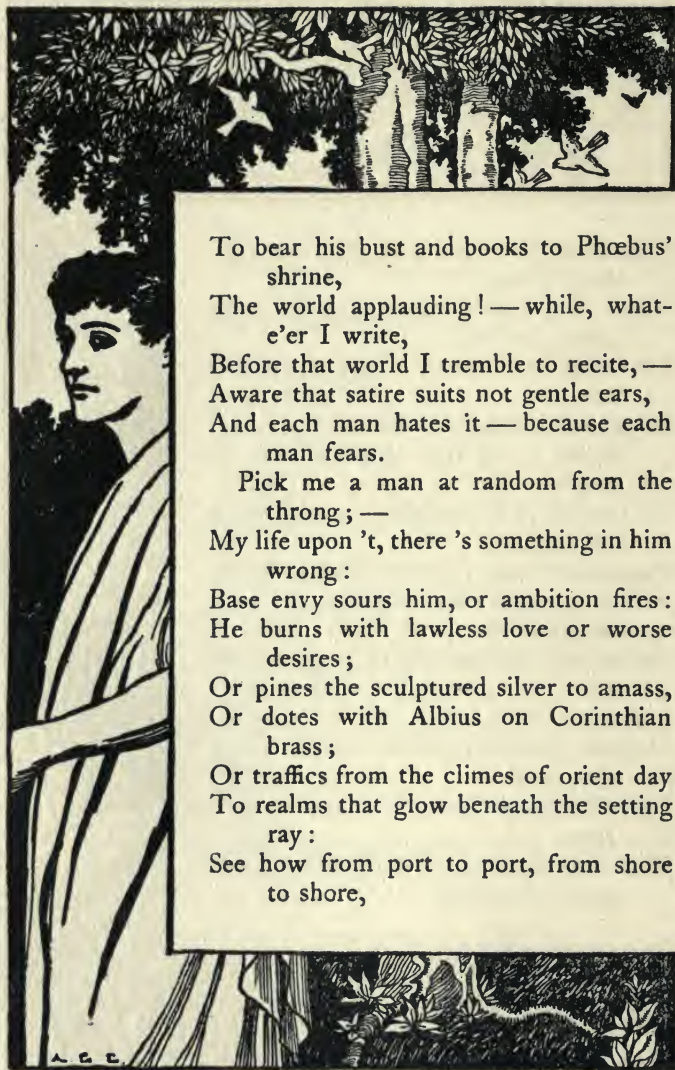 To bear his bust and books to Phœbus'
shrine,
The world applauding! — while, what-
e'er I write,
Before that world I tremble to recite, —
Aware that satire suits not gentle ears,
And each man hates it — because each
man fears.
Pick me a man at random from the
throng; —
My life upon 't, there 's something in him
wrong:
Base envy sours him, or ambition fires:
He burns with lawless love or worse
desires;
Or pines the sculptured silver to amass,
Or dotes with Albius on Corinthian
brass;
Or traffics from the climes of orient day
To realms that glow beneath the setting
ray:
See how from port to port, from shore
to shore,